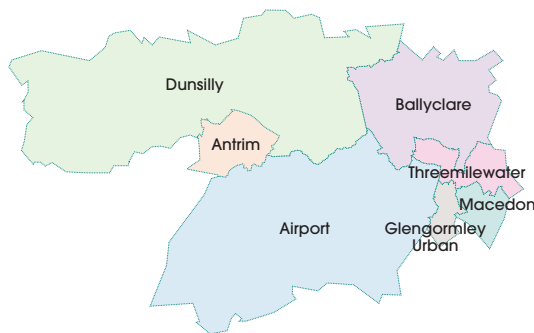 Dunsilly
Ballyclare
Antrim
Threemilewater
Macedon
Airport
Glengormley
Urban